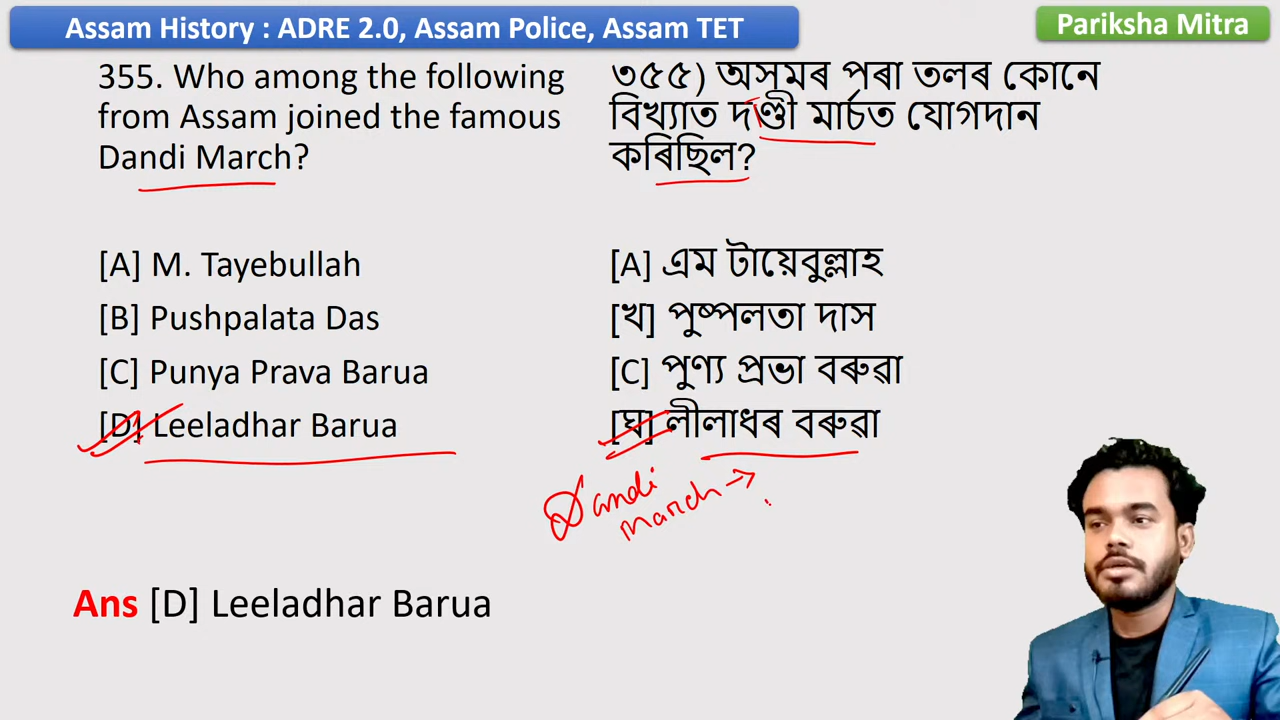 Assam History : ADRE 2.0, Assam Police, Assam TET
Pariksha Mitra
355. Who among the following
from Assam joined the famous
Dandi March?
[A] M. Tayebullah
[B] Pushpalata Das
[C] Punya Prava Barua
[D] Leeladhar Barua
৩৫৫) অসমৰ পৰা তলৰ কোনে
বিখ্যাত দণ্ডী মাৰ্চত যোগদান
কৰিছিল?
[A] এম টায়েবুল্লাহ
[খ] পুষ্পলতা দাস
[C] পুণ্য প্ৰভা বৰুৱা
[ঘ] লীলাধৰ বৰুৱা
Dandi
March →
Ans [D] Leeladhar Barua